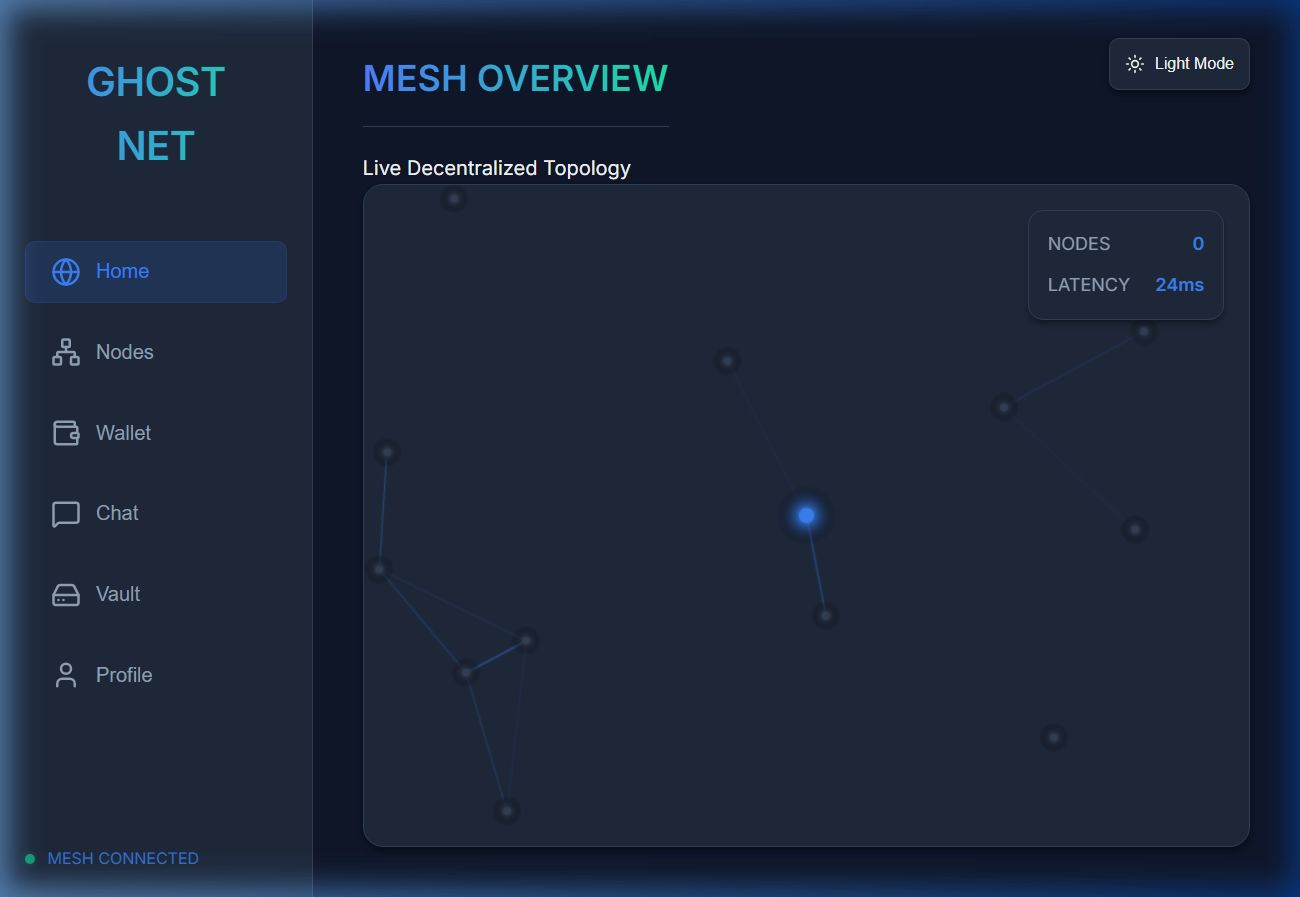 GHOST
NET
Home
Nodes
Wallet
Chat
Vault
Profile
MESH CONNECTED
MESH OVERVIEW
Light Mode
Live Decentralized Topology
NODES 0
LATENCY 24ms